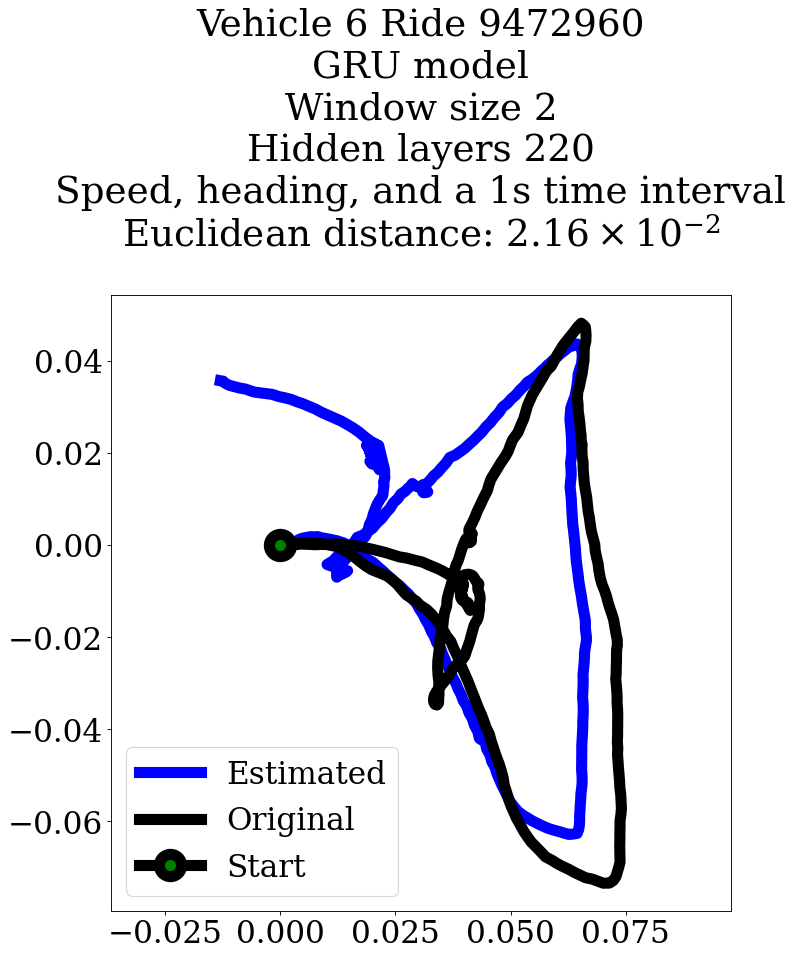 Vehicle 6 Ride 9472960
GRU model
Window size 2
Hidden layers 220
Speed, heading, and a 1s time interval
Euclidean distance: 2.16 × 10⁻²
0.04
0.02
0.00
−0.02
−0.04
−0.06
Estimated
Original
Start
−0.025 0.000 0.025 0.050 0.075